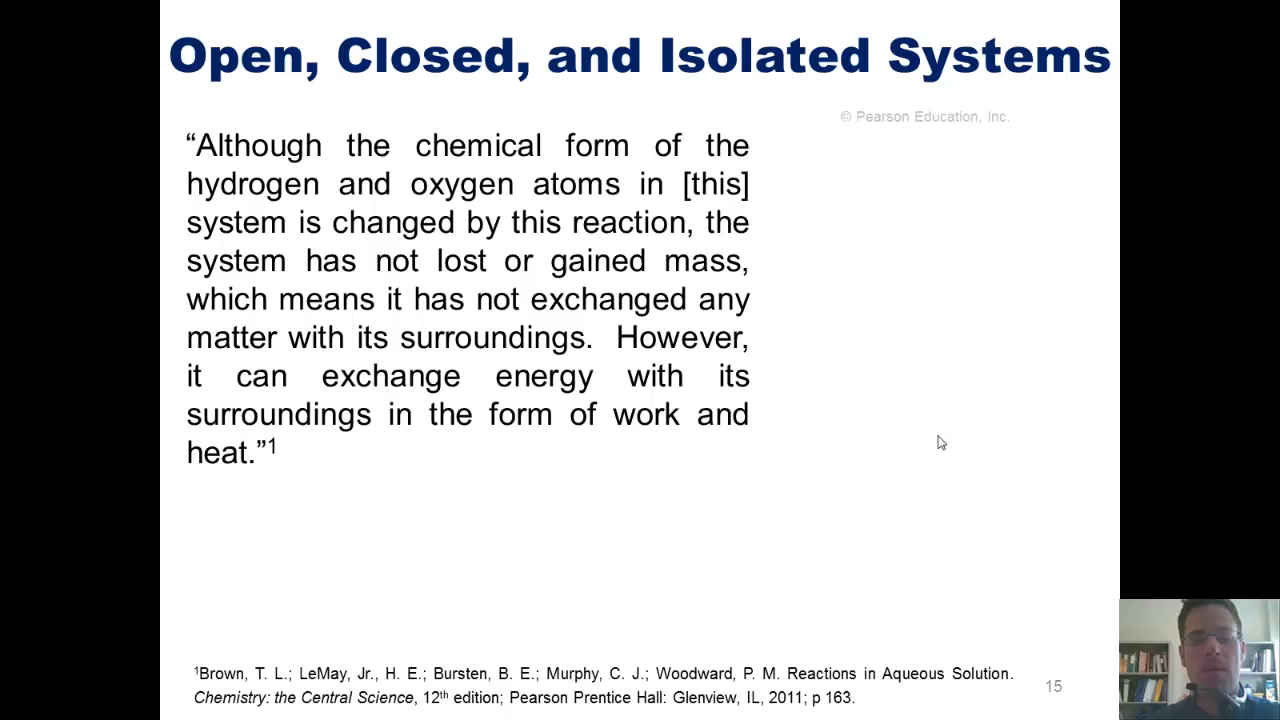 Open, Closed, and Isolated Systems
© Pearson Education, Inc.
“Although the chemical form of the
hydrogen and oxygen atoms in [this]
system is changed by this reaction, the
system has not lost or gained mass,
which means it has not exchanged any
matter with its surroundings. However,
it can exchange energy with its
surroundings in the form of work and
heat.”1
1Brown, T. L.; LeMay, Jr., H. E.; Bursten, B. E.; Murphy, C. J.; Woodward, P. M. Reactions in Aqueous Solution.
Chemistry: the Central Science, 12th edition; Pearson Prentice Hall: Glenview, IL, 2011; p 163.
15